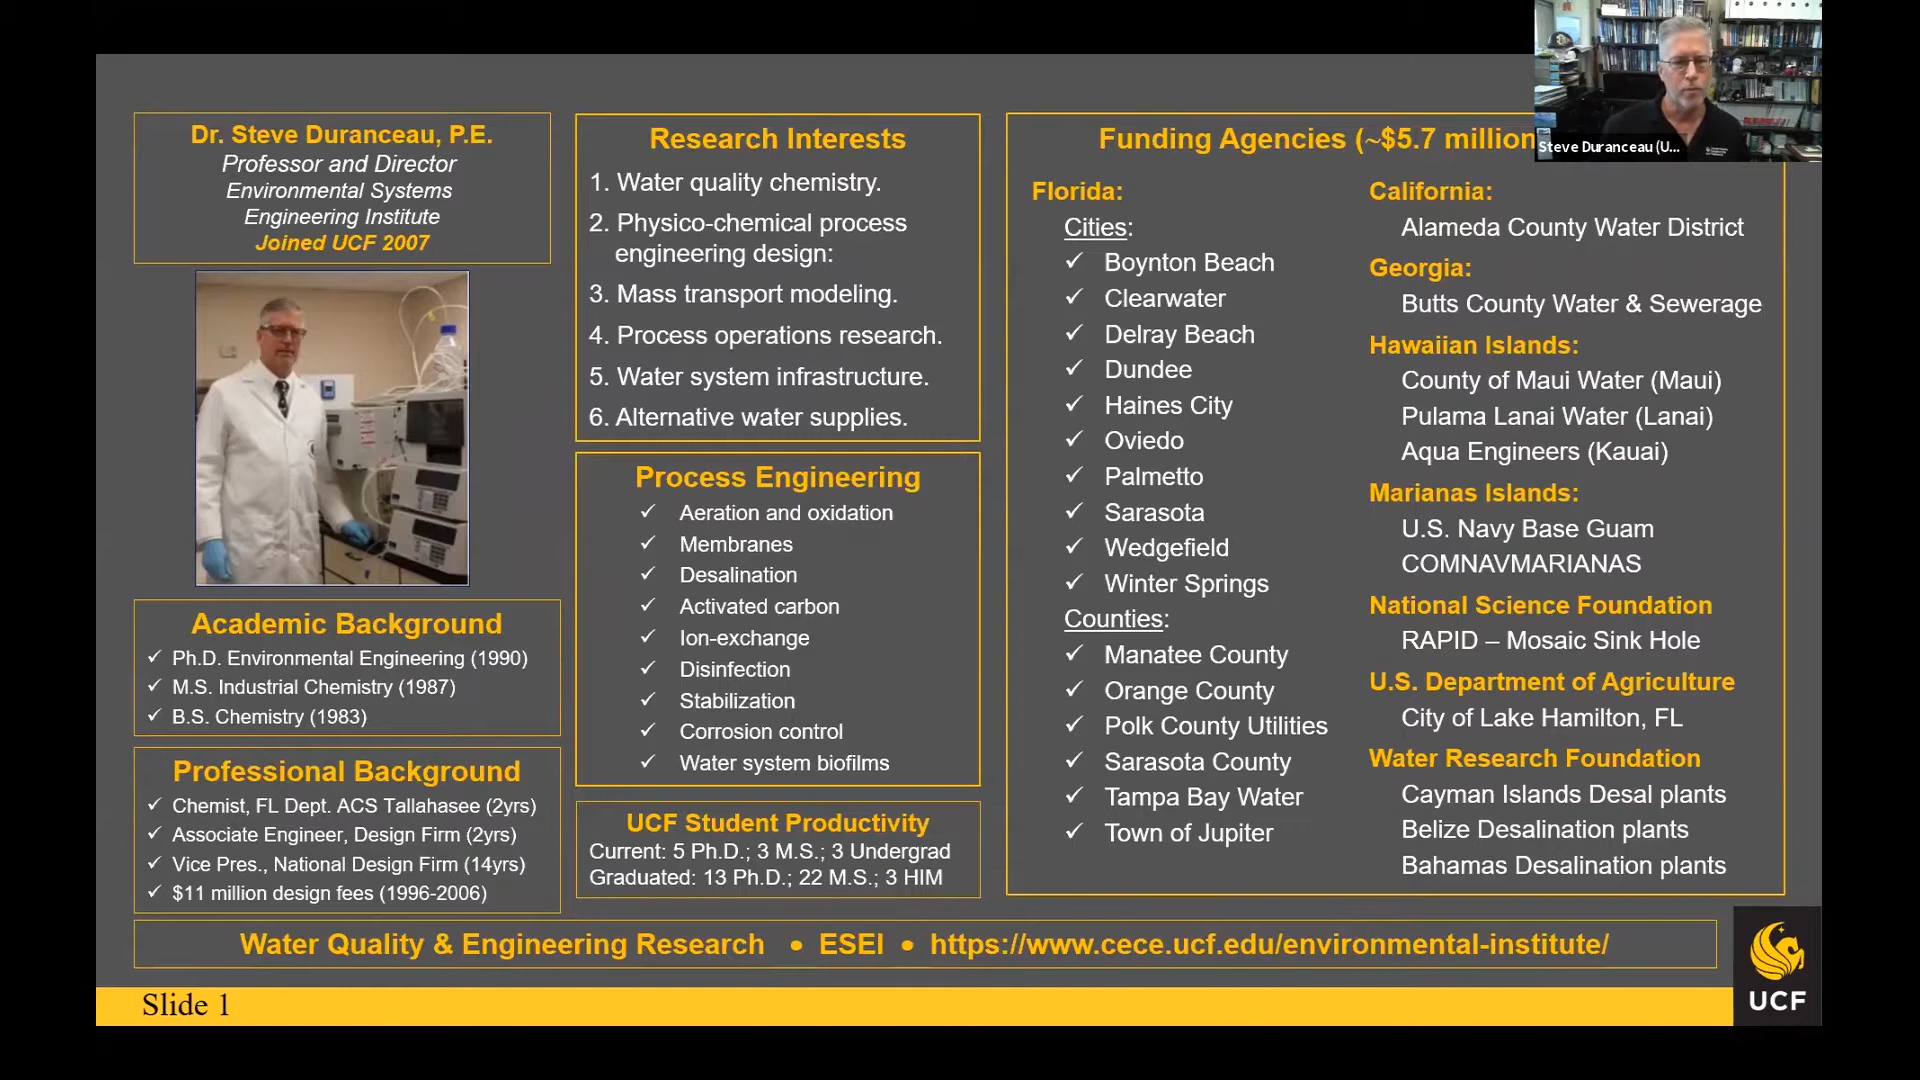 Dr. Steve Duranceau, P.E.
Professor and Director
Environmental Systems
Engineering Institute
Joined UCF 2007
Academic Background
✓ Ph.D. Environmental Engineering (1990)
✓ M.S. Industrial Chemistry (1987)
✓ B.S. Chemistry (1983)
Professional Background
✓ Chemist, FL Dept. ACS Tallahasee (2yrs)
✓ Associate Engineer, Design Firm (2yrs)
✓ Vice Pres., National Design Firm (14yrs)
✓ $11 million design fees (1996-2006)
Research Interests
1. Water quality chemistry.
2. Physico-chemical process
engineering design:
3. Mass transport modeling.
4. Process operations research.
5. Water system infrastructure.
6. Alternative water supplies.
Process Engineering
✓ Aeration and oxidation
✓ Membranes
✓ Desalination
✓ Activated carbon
✓ Ion-exchange
✓ Disinfection
✓ Stabilization
✓ Corrosion control
✓ Water system biofilms
UCF Student Productivity
Current: 5 Ph.D.; 3 M.S.; 3 Undergrad
Graduated: 13 Ph.D.; 22 M.S.; 3 HIM
Funding Agencies (~$5.7 million
Florida:
Cities:
✓ Boynton Beach
✓ Clearwater
✓ Delray Beach
✓ Dundee
✓ Haines City
✓ Oviedo
✓ Palmetto
✓ Sarasota
✓ Wedgefield
✓ Winter Springs
Counties:
✓ Manatee County
✓ Orange County
✓ Polk County Utilities
✓ Sarasota County
✓ Tampa Bay Water
✓ Town of Jupiter
California:
Alameda County Water District
Georgia:
Butts County Water & Sewerage
Hawaiian Islands:
County of Maui Water (Maui)
Pulama Lanai Water (Lanai)
Aqua Engineers (Kauai)
Marianas Islands:
U.S. Navy Base Guam
COMNAVMARIANAS
National Science Foundation
RAPID – Mosaic Sink Hole
U.S. Department of Agriculture
City of Lake Hamilton, FL
Water Research Foundation
Cayman Islands Desal plants
Belize Desalination plants
Bahamas Desalination plants
Steve Duranceau (U...
Water Quality & Engineering Research • ESEI • https://www.cece.ucf.edu/environmental-institute/
Slide 1
UCF